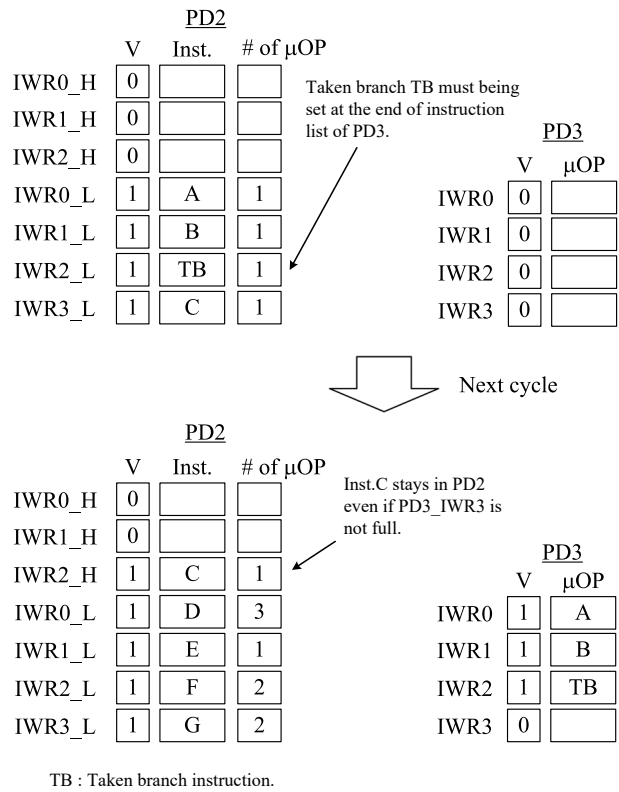 PD2
V Inst. # of μOP
IWR0_H 0
IWR1_H 0
IWR2_H 0
IWR0_L 1 A 1
IWR1_L 1 B 1
IWR2_L 1 TB 1
IWR3_L 1 C 1
Taken branch TB must being
set at the end of instruction
list of PD3.
PD3
V μOP
IWR0 0
IWR1 0
IWR2 0
IWR3 0
Next cycle
PD2
V Inst. # of μOP
IWR0_H 0
IWR1_H 0
IWR2_H 1 C 1
IWR0_L 1 D 3
IWR1_L 1 E 1
IWR2_L 1 F 2
IWR3_L 1 G 2
Inst.C stays in PD2
even if PD3_IWR3 is
not full.
PD3
V μOP
IWR0 1 A
IWR1 1 B
IWR2 1 TB
IWR3 0
TB : Taken branch instruction.